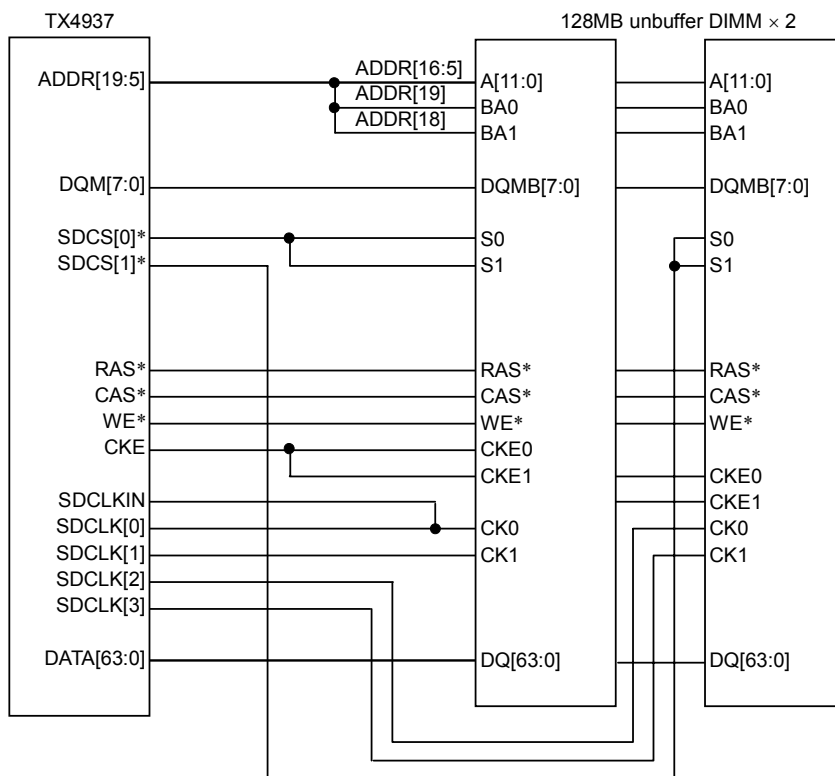 TX4937
128MB unbuffer DIMM × 2
ADDR[19:5]
ADDR[16:5]
A[11:0]
A[11:0]
ADDR[19]
BA0
BA0
ADDR[18]
BA1
BA1
DQM[7:0]
DQMB[7:0]
DQMB[7:0]
SDCS[0]*
S0
S0
SDCS[1]*
S1
S1
RAS*
RAS*
RAS*
CAS*
CAS*
CAS*
WE*
WE*
WE*
CKE
CKE0
CKE1
CKE0
SDCLKIN
CKE1
SDCLK[0]
CK0
CK0
SDCLK[1]
CK1
CK1
SDCLK[2]
SDCLK[3]
DATA[63:0]
DQ[63:0]
DQ[63:0]